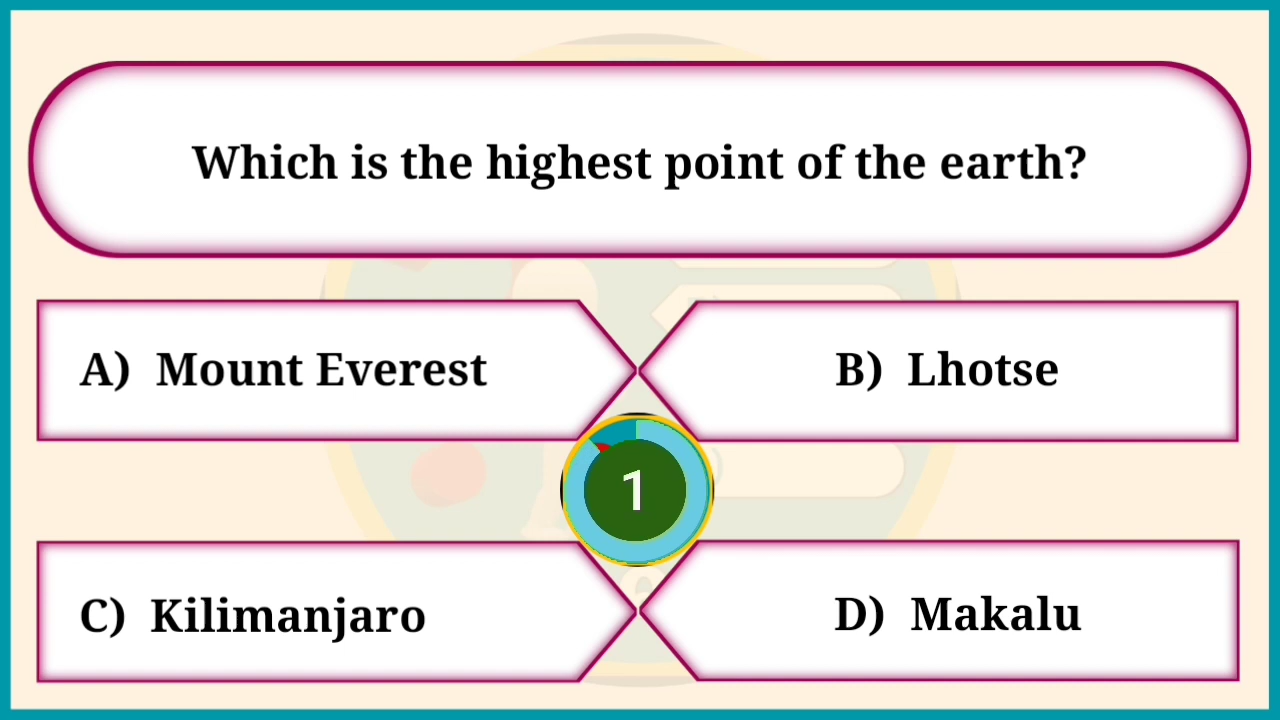 Which is the highest point of the earth?
A) Mount Everest
B) Lhotse
1
C) Kilimanjaro
D) Makalu